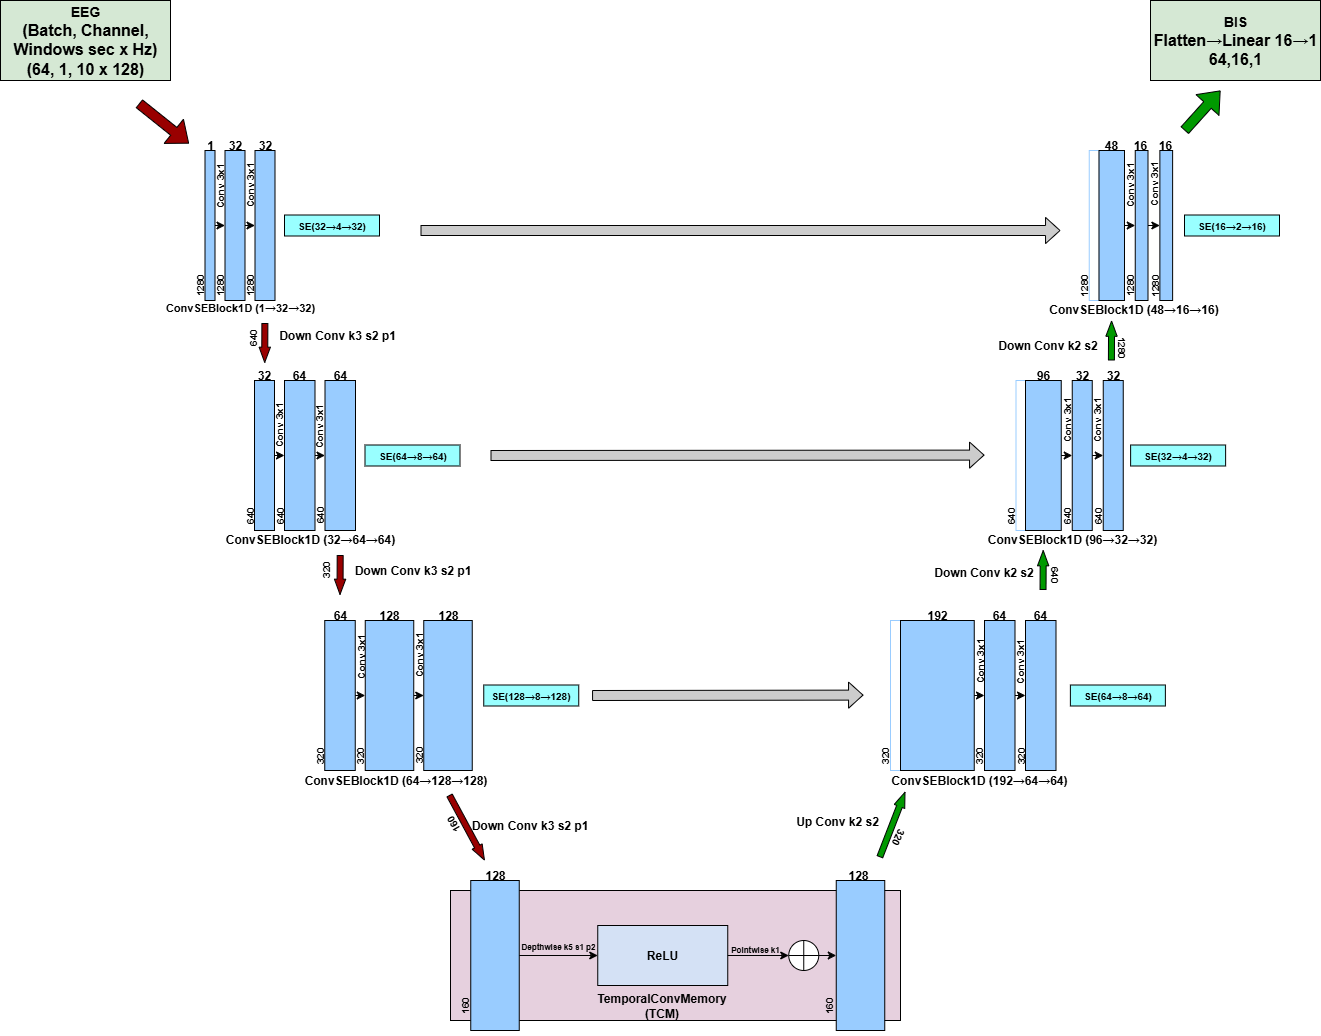 EEG
(Batch, Channel,
Windows sec x Hz)
(64, 1, 10 x 128)
BIS
Flatten→Linear 16→1
64,16,1
1
32
32
Conv 3x1
Conv 3x1
1280
1280
1280
SE(32→4→32)
ConvSEBlock1D (1→32→32)
48
16
16
Conv 3x1
Conv 3x1
1280
1280
1280
SE(16→2→16)
ConvSEBlock1D (48→16→16)
640
Down Conv k3 s2 p1
Down Conv k2 s2
1280
32
64
64
Conv 3x1
Conv 3x1
640
640
640
SE(64→8→64)
ConvSEBlock1D (32→64→64)
96
32
32
Conv 3x1
Conv 3x1
640
640
640
SE(32→4→32)
ConvSEBlock1D (96→32→32)
320
Down Conv k3 s2 p1
Down Conv k2 s2
640
64
128
128
Conv 3x1
Conv 3x1
320
320
320
SE(128→8→128)
ConvSEBlock1D (64→128→128)
192
64
64
Conv 3x1
Conv 3x1
320
320
320
SE(64→8→64)
ConvSEBlock1D (192→64→64)
160
Down Conv k3 s2 p1
Up Conv k2 s2
320
128
128
Depthwise k5 s1 p2
ReLU
Pointwise k1
160
160
TemporalConvMemory
(TCM)